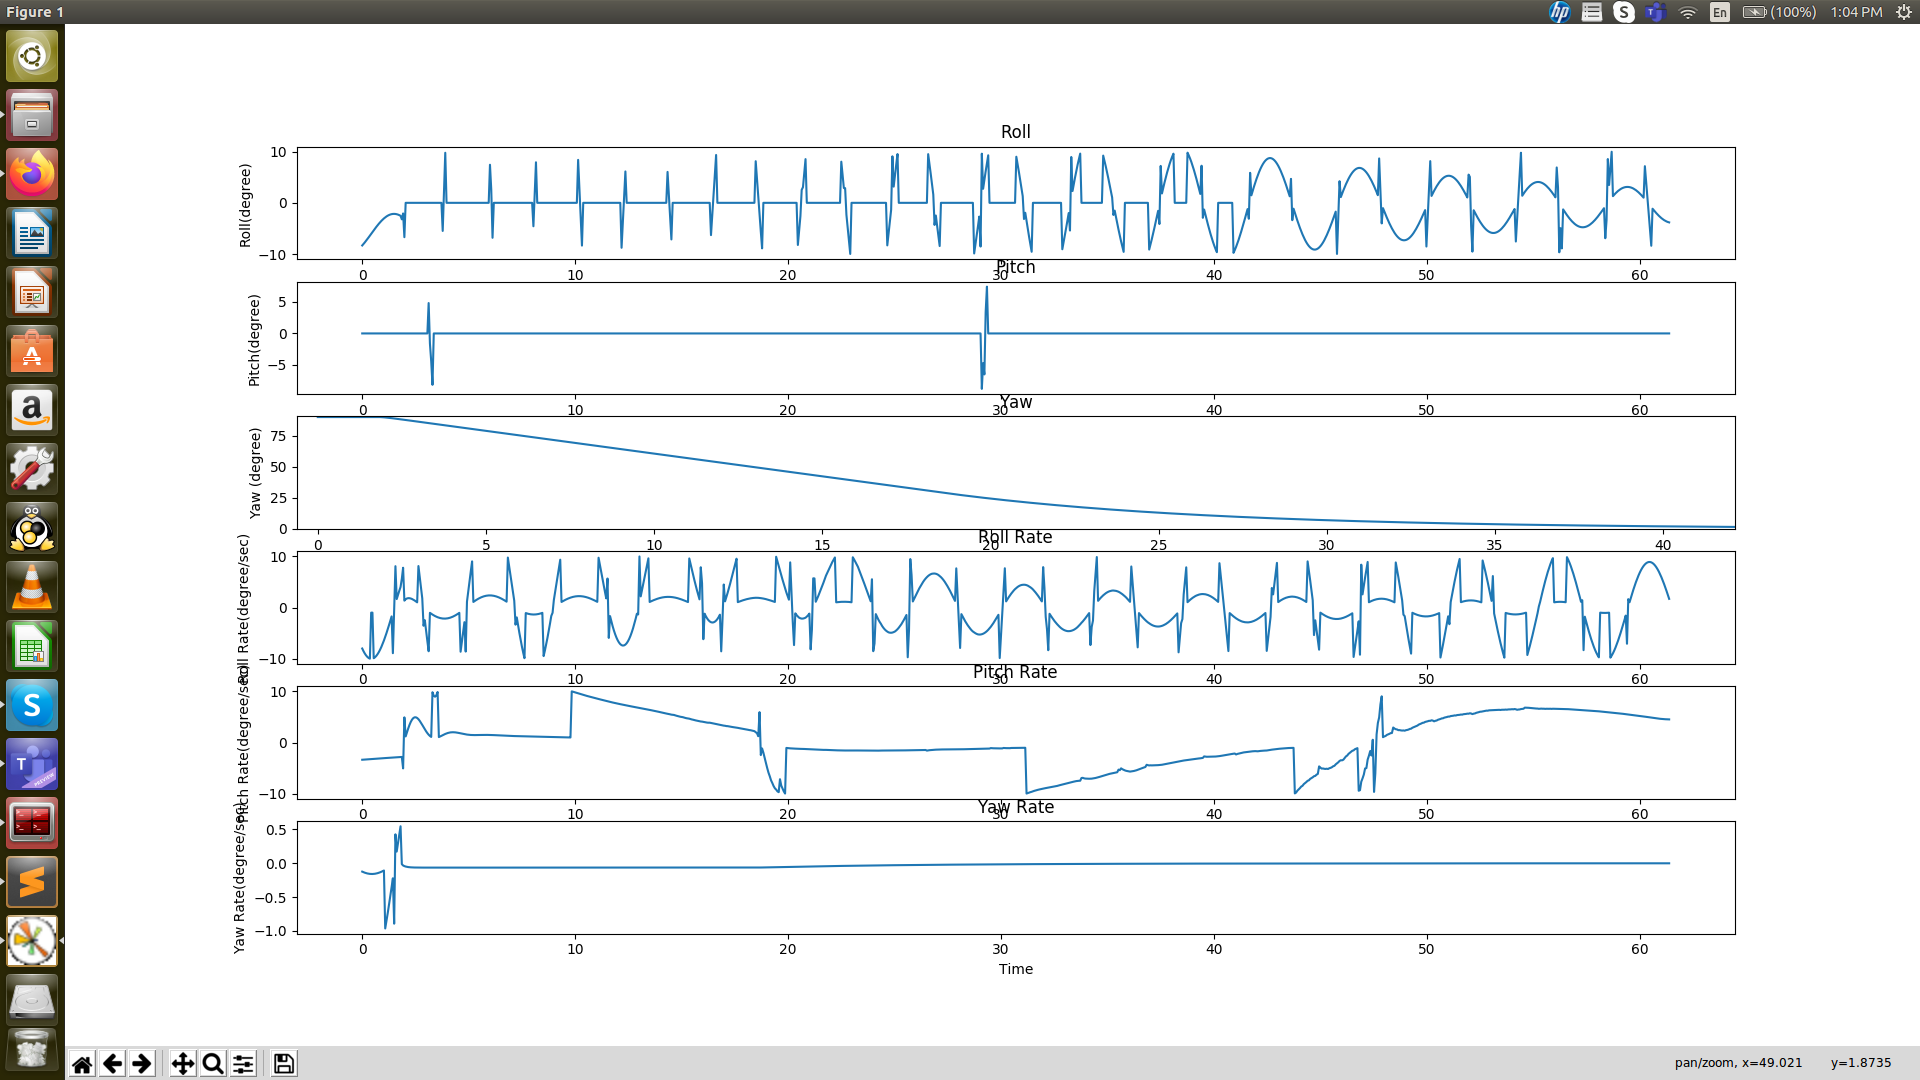 Figure 1
En
(100%)
1:04 PM
Roll
Roll(degree)
10
0
−10
0 10 20 30 40 50 60
Pitch
Pitch(degree)
5
0
−5
0 10 20 30 40 50 60
Yaw
Yaw (degree)
75
50
25
0
0 5 10 15 20 25 30 35 40
Roll Rate
Roll Rate(degree/sec)
10
0
−10
0 10 20 30 40 50 60
Pitch Rate
Pitch Rate(degree/sec)
10
0
−10
0 10 20 30 40 50 60
Yaw Rate
Yaw Rate(degree/sec)
0.5
0.0
−0.5
−1.0
0 10 20 30 40 50 60
Time
pan/zoom, x=49.021 y=1.8735